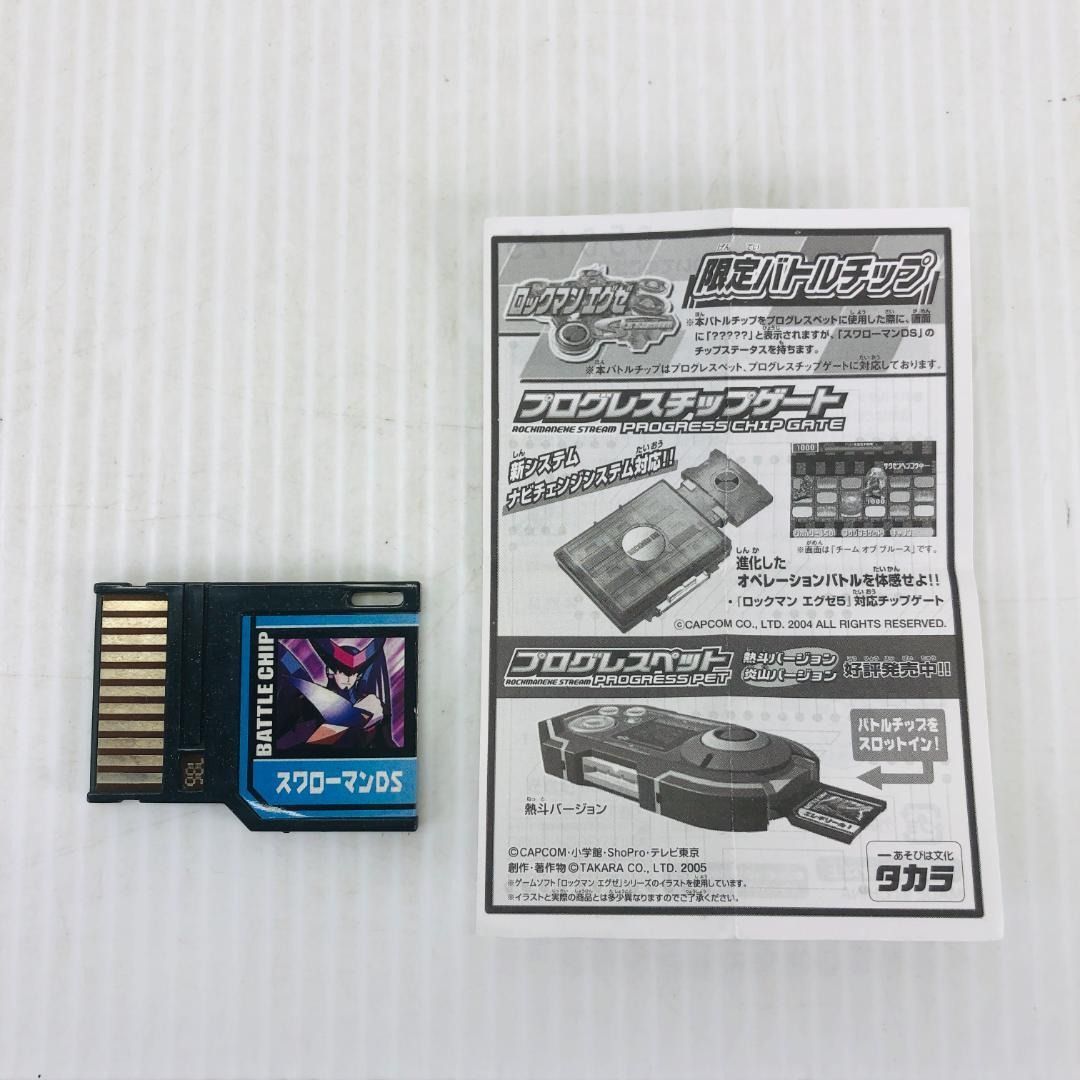 BATTLE CHIP
スワローマンDS
限定バトルチップ
げん てい
ロックマン エグゼ
STREAM
※本バトルチップをプログレスペットに使用した際に、画面
に「?????」と表示されますが、「スワローマンDS」の
チップステータスを持ちます。
※本バトルチップはプログレスペット、プログレスチップゲートに対応しております。
プログレスチップゲート
ROCKMANEXE STREAM PROGRESS CHIP GATE
新システム
ナビチェンジシステム対応!!
1000
1000
※画面は「チーム オブ ブルース」です。
進化した
オペレーションバトルを体感せよ!!
・『ロックマン エグゼ5』対応チップゲート
©CAPCOM CO., LTD. 2004 ALL RIGHTS RESERVED.
プログレスペット
ROCKMANEXE STREAM PROGRESS PET
熱斗バージョン
炎山バージョン
好評発売中!!
バトルチップを
スロットイン!
熱斗バージョン
©CAPCOM・小学館・ShoPro・テレビ東京
創作・著作物©TAKARA CO., LTD. 2005
※ゲームソフト「ロックマン エグゼ」シリーズのイラストを使用しています。
※イラストと実際の商品とは多少異なりますのでご了承ください。
―あそびは文化
タカラ